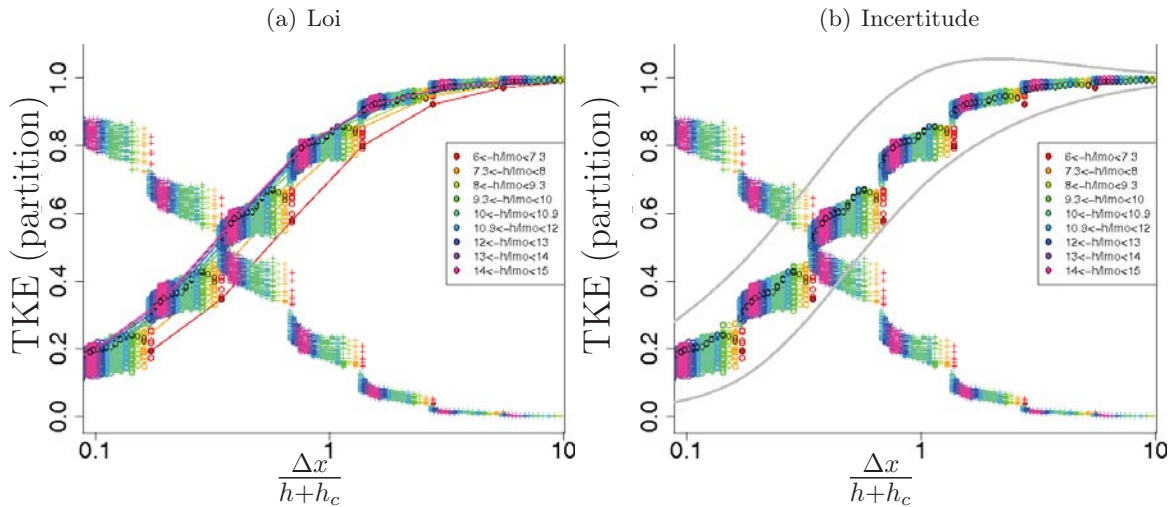 (a) Loi
TKE (partition)
1.0
0.8
0.6
0.4
0.2
0.0
6<-h/lmo<7.3
7.3<-h/lmo<8
8<-h/lmo<9.3
9.3<-h/lmo<10
10<-h/lmo<10.9
10.9<-h/lmo<12
12<-h/lmo<13
13<-h/lmo<14
14<-h/lmo<15
0.1 1 10
Δx
h+h_c
(b) Incertitude
TKE (partition)
1.0
0.8
0.6
0.4
0.2
0.0
6<-h/lmo<7.3
7.3<-h/lmo<8
8<-h/lmo<9.3
9.3<-h/lmo<10
10<-h/lmo<10.9
10.9<-h/lmo<12
12<-h/lmo<13
13<-h/lmo<14
14<-h/lmo<15
0.1 1 10
Δx
h+h_c